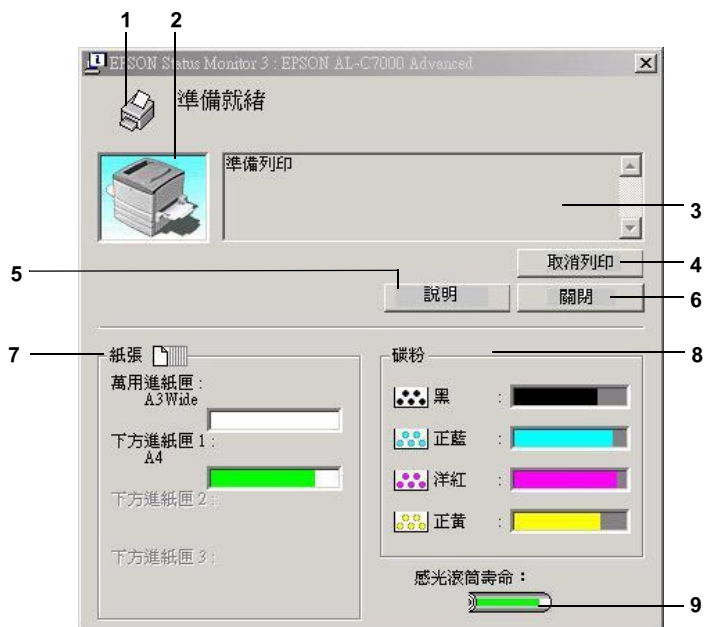 1 2
EPSON Status Monitor 3 : EPSON AL-C7000 Advanced
準備就緒
準備列印
3
取消列印 4
5 說明 關閉 6
7 紙張 碳粉 8
萬用進紙匣 :
A3Wide
下方進紙匣 1 :
A4
下方進紙匣 2 :
下方進紙匣 3 :
黑 :
正藍 :
洋紅 :
正黃 :
感光滾筒壽命：
9